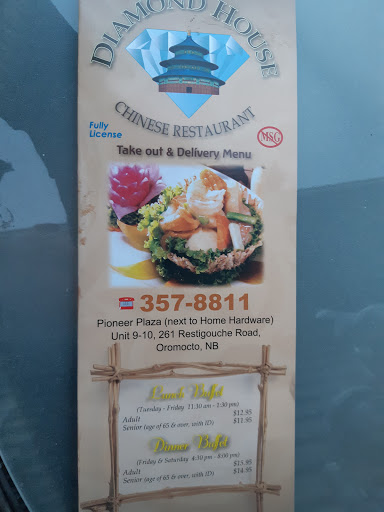 DIAMOND HOUSE
CHINESE RESTAURANT
Fully
License
MSG
Take out & Delivery Menu
357-8811
Pioneer Plaza (next to Home Hardware)
Unit 9-10, 261 Restigouche Road,
Oromocto, NB
Lunch Buffet
(Tuesday - Friday 11:30 am - 1:30 pm)
Adult $12.95
Senior (age of 65 & over, with ID) $11.95
Dinner Buffet
(Friday & Saturday 4:30 pm - 8:00 pm)
Adult $15.95
Senior (age of 65 & over, with ID) $14.95